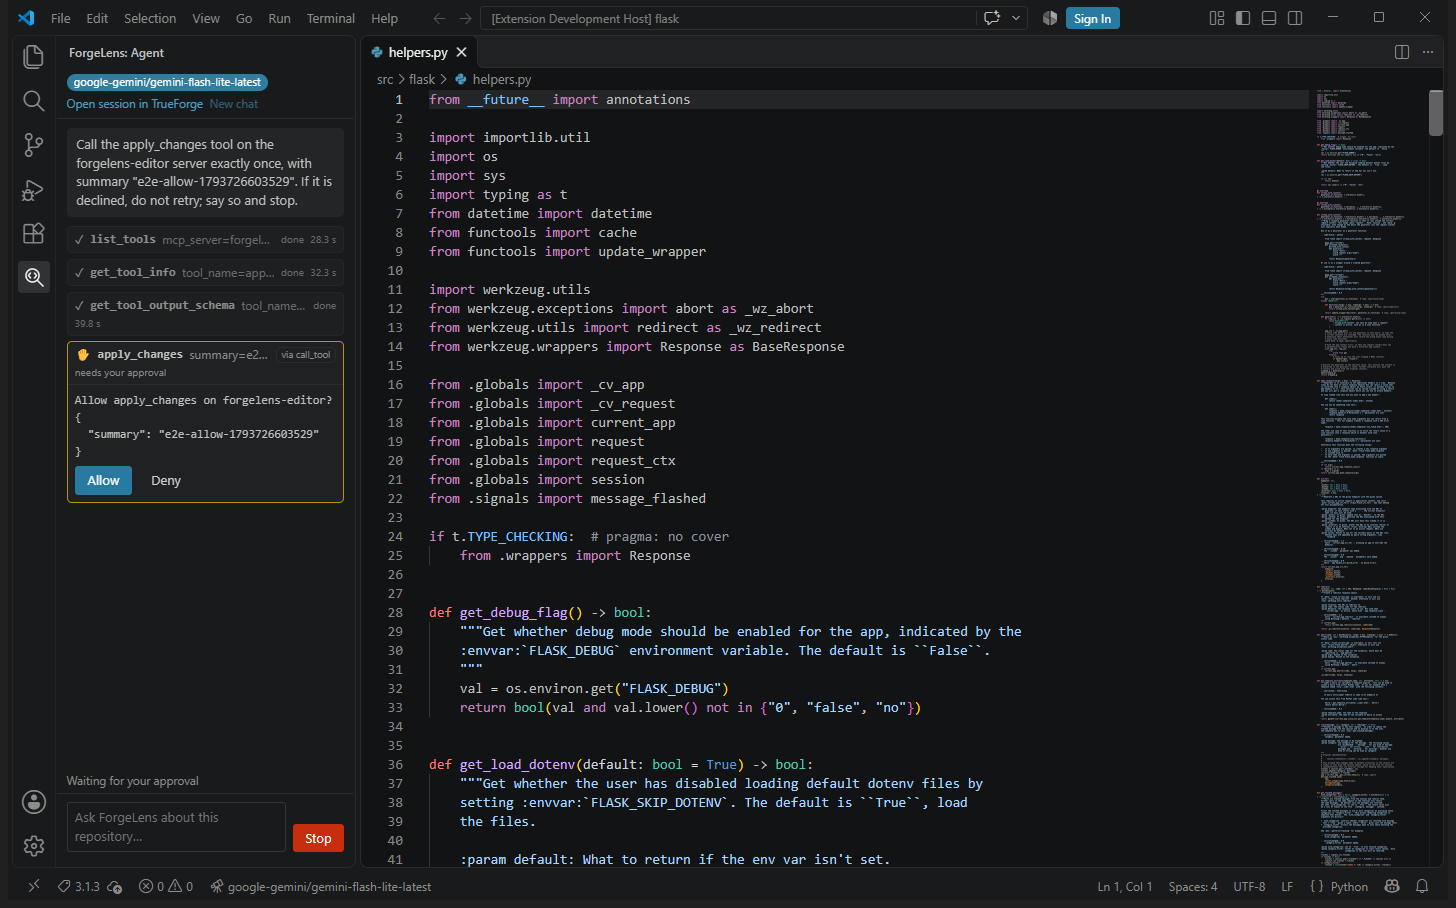 File Edit Selection View Go Run Terminal Help
[Extension Development Host] flask
Sign In
ForgeLens: Agent
google-gemini/gemini-flash-lite-latest
Open session in TrueForge New chat
Call the apply_changes tool on the
forgelens-editor server exactly once, with
summary "e2e-allow-1793726603529". If it is
declined, do not retry; say so and stop.
✓ list_tools mcp_server=forgel... done 28.3 s
✓ get_tool_info tool_name=app... done 32.3 s
✓ get_tool_output_schema tool_name... done
39.8 s
apply_changes summary=e2... via call_tool
needs your approval
Allow apply_changes on forgelens-editor?
{
"summary": "e2e-allow-1793726603529"
}
Allow Deny
Waiting for your approval
Ask ForgeLens about this
repository...
Stop
helpers.py
src > flask > helpers.py
1 from __future__ import annotations
2
3 import importlib.util
4 import os
5 import sys
6 import typing as t
7 from datetime import datetime
8 from functools import cache
9 from functools import update_wrapper
10
11 import werkzeug.utils
12 from werkzeug.exceptions import abort as _wz_abort
13 from werkzeug.utils import redirect as _wz_redirect
14 from werkzeug.wrappers import Response as BaseResponse
15
16 from .globals import _cv_app
17 from .globals import _cv_request
18 from .globals import current_app
19 from .globals import request
20 from .globals import request_ctx
21 from .globals import session
22 from .signals import message_flashed
23
24 if t.TYPE_CHECKING: # pragma: no cover
25 from .wrappers import Response
26
27
28 def get_debug_flag() -> bool:
29 """Get whether debug mode should be enabled for the app, indicated by the
30 :envvar:`FLASK_DEBUG` environment variable. The default is ``False``.
31 """
32 val = os.environ.get("FLASK_DEBUG")
33 return bool(val and val.lower() not in {"0", "false", "no"})
34
35
36 def get_load_dotenv(default: bool = True) -> bool:
37 """Get whether the user has disabled loading default dotenv files by
38 setting :envvar:`FLASK_SKIP_DOTENV`. The default is ``True``, load
39 the files.
40
41 :param default: What to return if the env var isn't set.
3.1.3 0 0 google-gemini/gemini-flash-lite-latest Ln 1, Col 1 Spaces: 4 UTF-8 LF { } Python